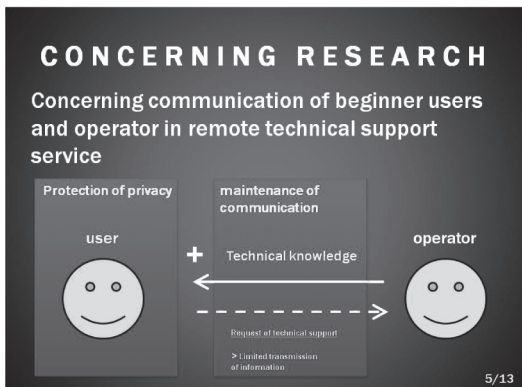 CONCERNING RESEARCH
Concerning communication of beginner users
and operator in remote technical support
service
Protection of privacy
maintenance of
communication
user
+
Technical knowledge
operator
Request of technical support
> Limited transmission
of information
5/13